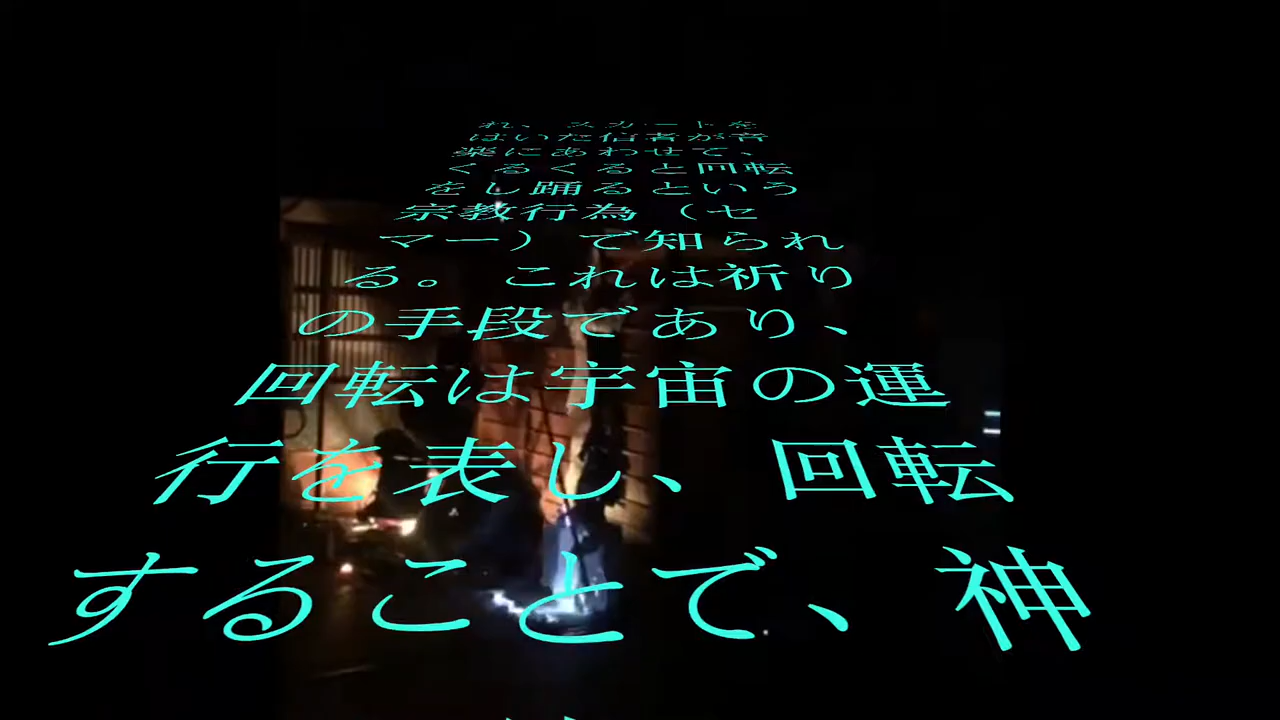 れ、スカートを
はいた信者が音
楽にあわせて、
くるくると回転
をし踊るという
宗教行為（セ
マー）で知られ
る。これは祈り
の手段であり、
回転は宇宙の運
行を表し、回転
することで、神